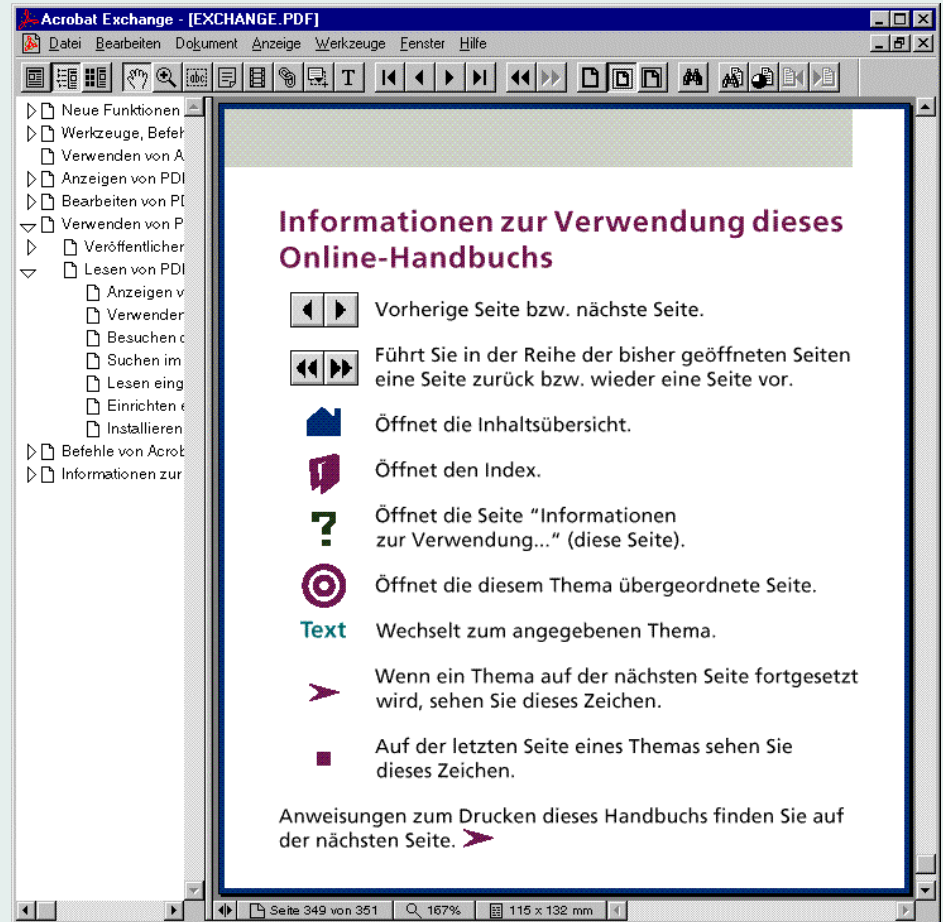 Acrobat Exchange - [EXCHANGE.PDF]
Datei Bearbeiten Dokument Anzeige Werkzeuge Fenster Hilfe
abc T
Neue Funktionen
Werkzeuge, Befeh
Verwenden von A
Anzeigen von PDF
Bearbeiten von PD
Verwenden von P
Veröffentlichen
Lesen von PDF
Anzeigen v
Verwenden
Besuchen d
Suchen im
Lesen eing
Einrichten e
Installieren
Befehle von Acrob
Informationen zur
Informationen zur Verwendung dieses
Online-Handbuchs
Vorherige Seite bzw. nächste Seite.
Führt Sie in der Reihe der bisher geöffneten Seiten
eine Seite zurück bzw. wieder eine Seite vor.
Öffnet die Inhaltsübersicht.
Öffnet den Index.
? Öffnet die Seite “Informationen
zur Verwendung...“ (diese Seite).
Öffnet die diesem Thema übergeordnete Seite.
Text Wechselt zum angegebenen Thema.
Wenn ein Thema auf der nächsten Seite fortgesetzt
wird, sehen Sie dieses Zeichen.
Auf der letzten Seite eines Themas sehen Sie
dieses Zeichen.
Anweisungen zum Drucken dieses Handbuchs finden Sie auf
der nächsten Seite.
Seite 349 von 351 167% 115 x 132 mm